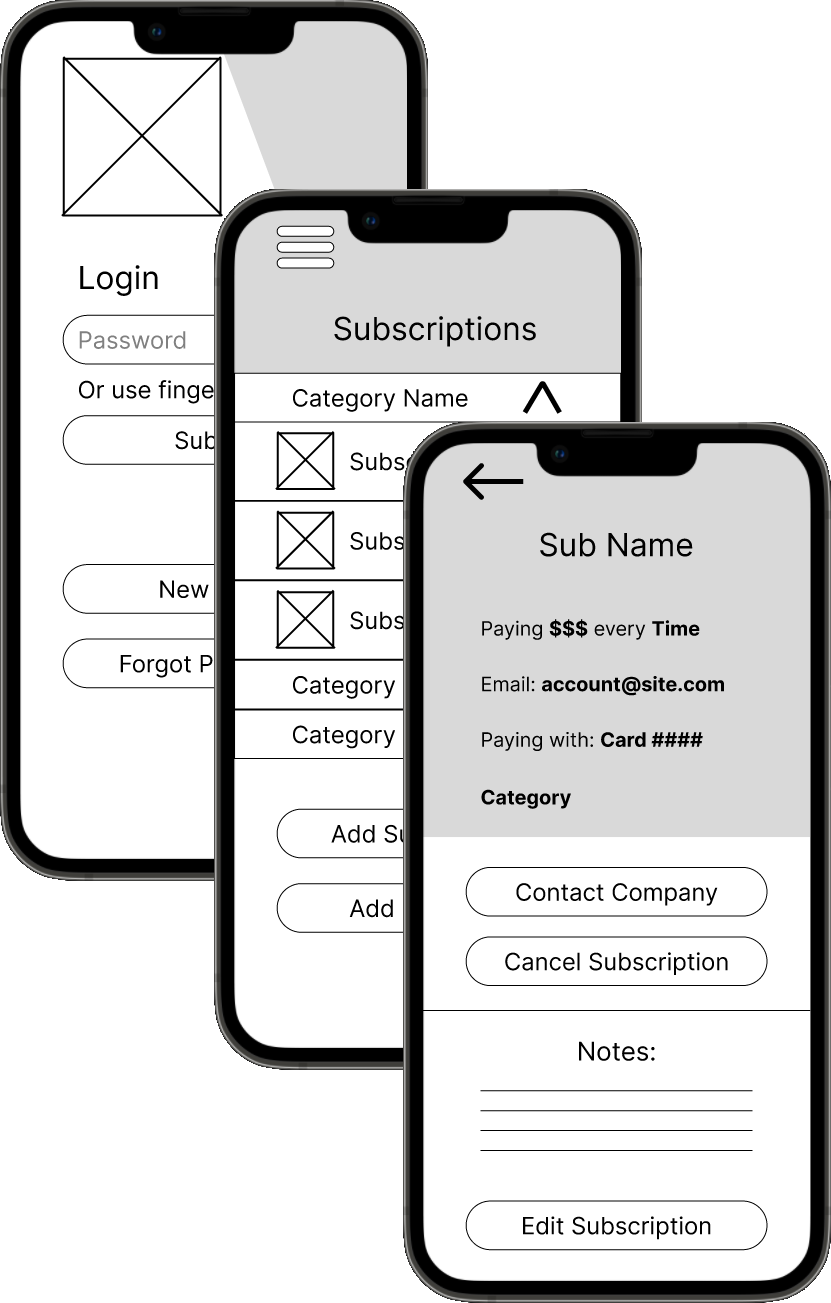 Login
Password
Or use finge
Sub
New
Forgot P
Subscriptions
Category Name
Subs
Subs
Subs
Category
Category
Add Su
Add
Sub Name
Paying $$$ every Time
Email: account@site.com
Paying with: Card ####
Category
Contact Company
Cancel Subscription
Notes:
Edit Subscription